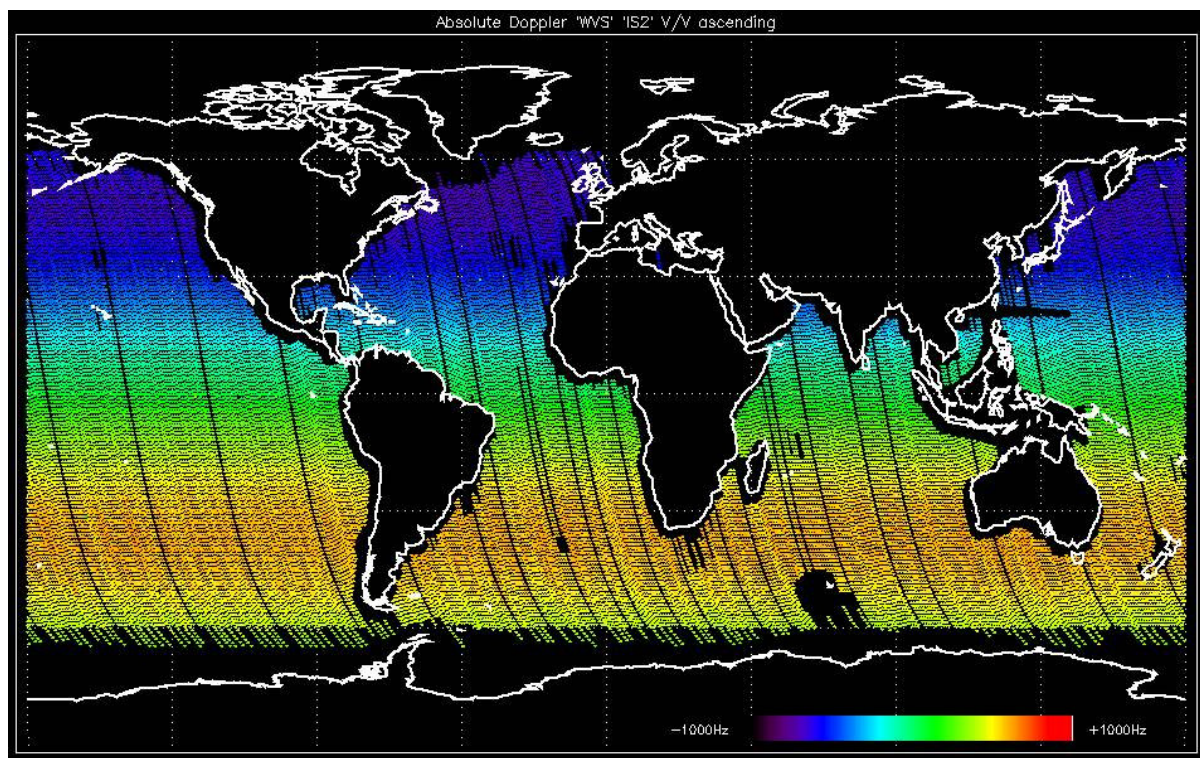 Absolute Doppler 'WVS' 'IS2' V/V ascending
-1000Hz +1000Hz